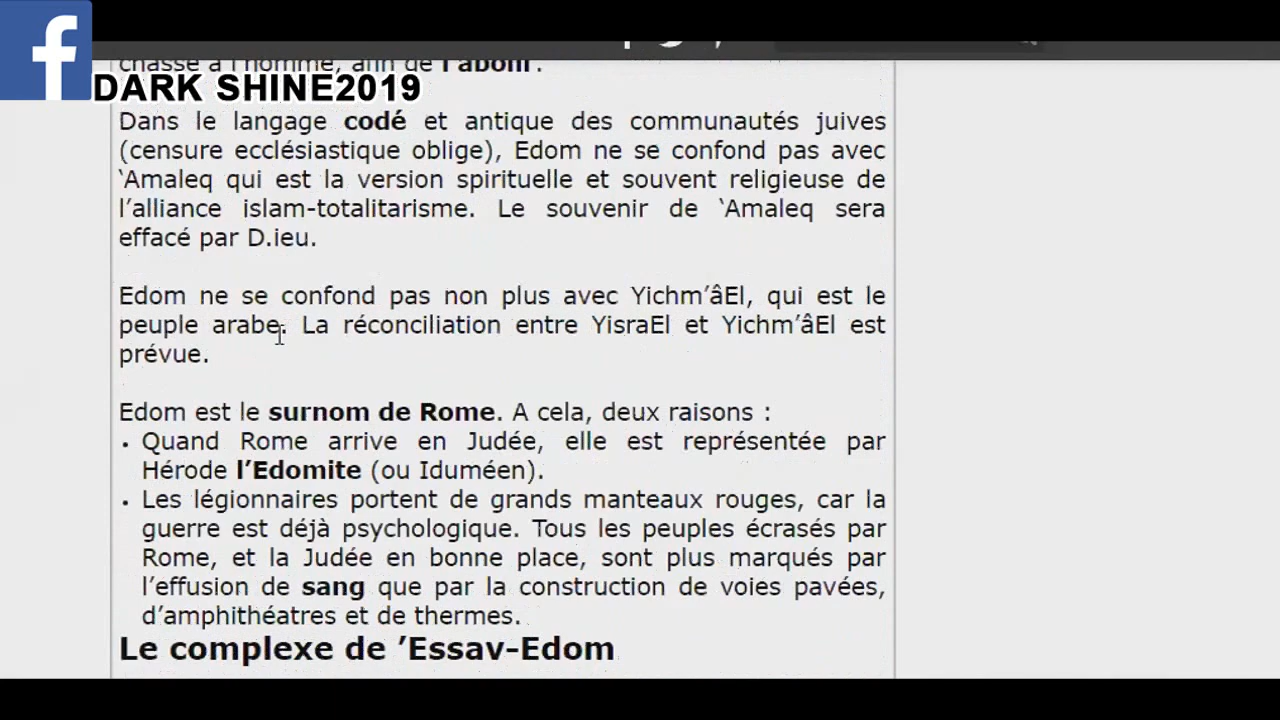 f
DARK SHINE2019
chasse à l'homme, afin de l'abolir.
Dans le langage codé et antique des communautés juives
(censure ecclésiastique oblige), Edom ne se confond pas avec
‘Amaleq qui est la version spirituelle et souvent religieuse de
l’alliance islam-totalitarisme. Le souvenir de ‘Amaleq sera
effacé par D.ieu.
Edom ne se confond pas non plus avec Yichm’âEl, qui est le
peuple arabe. La réconciliation entre YisraEl et Yichm’âEl est
prévue.
Edom est le surnom de Rome. A cela, deux raisons :
• Quand Rome arrive en Judée, elle est représentée par
Hérode l’Edomite (ou Iduméen).
• Les légionnaires portent de grands manteaux rouges, car la
guerre est déjà psychologique. Tous les peuples écrasés par
Rome, et la Judée en bonne place, sont plus marqués par
l’effusion de sang que par la construction de voies pavées,
d’amphithéatres et de thermes.
Le complexe de ’Essav-Edom